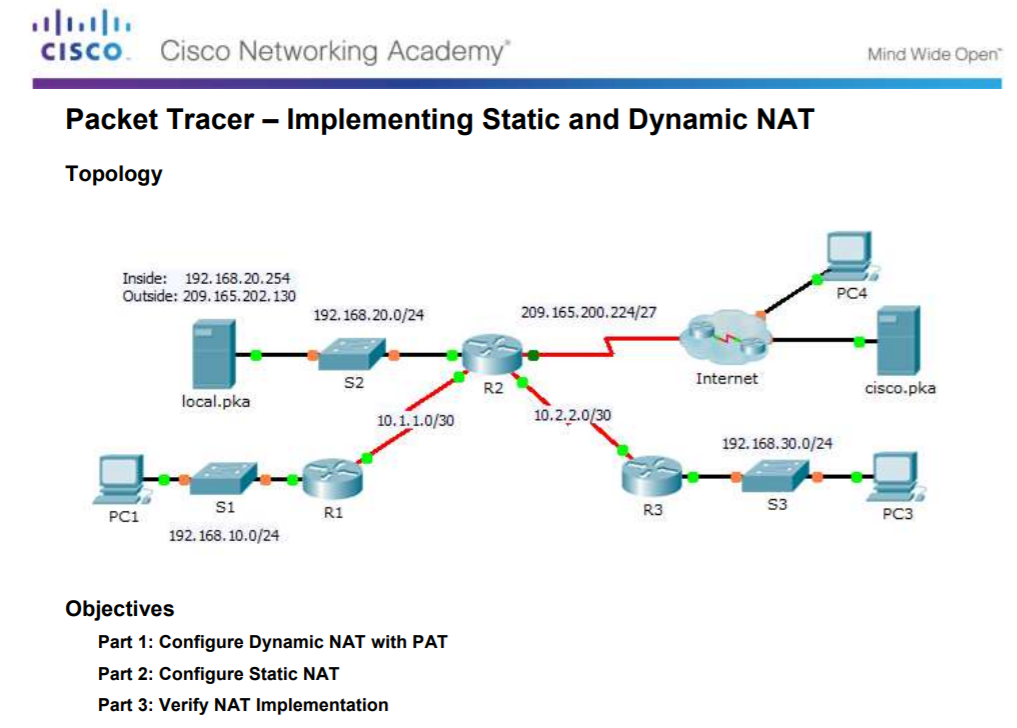 CISCO. Cisco Networking Academy® Mind Wide Open™
Packet Tracer – Implementing Static and Dynamic NAT
Topology
PC4
Inside: 192.168.20.254
Outside: 209.165.202.130
192.168.20.0/24
209.165.200.224/27
S2
R2
Internet
cisco.pka
local.pka
10.1.1.0/30
10.2.2.0/30
192.168.30.0/24
PC1
S1
R1
R3
S3
PC3
192.168.10.0/24
Objectives
Part 1: Configure Dynamic NAT with PAT
Part 2: Configure Static NAT
Part 3: Verify NAT Implementation